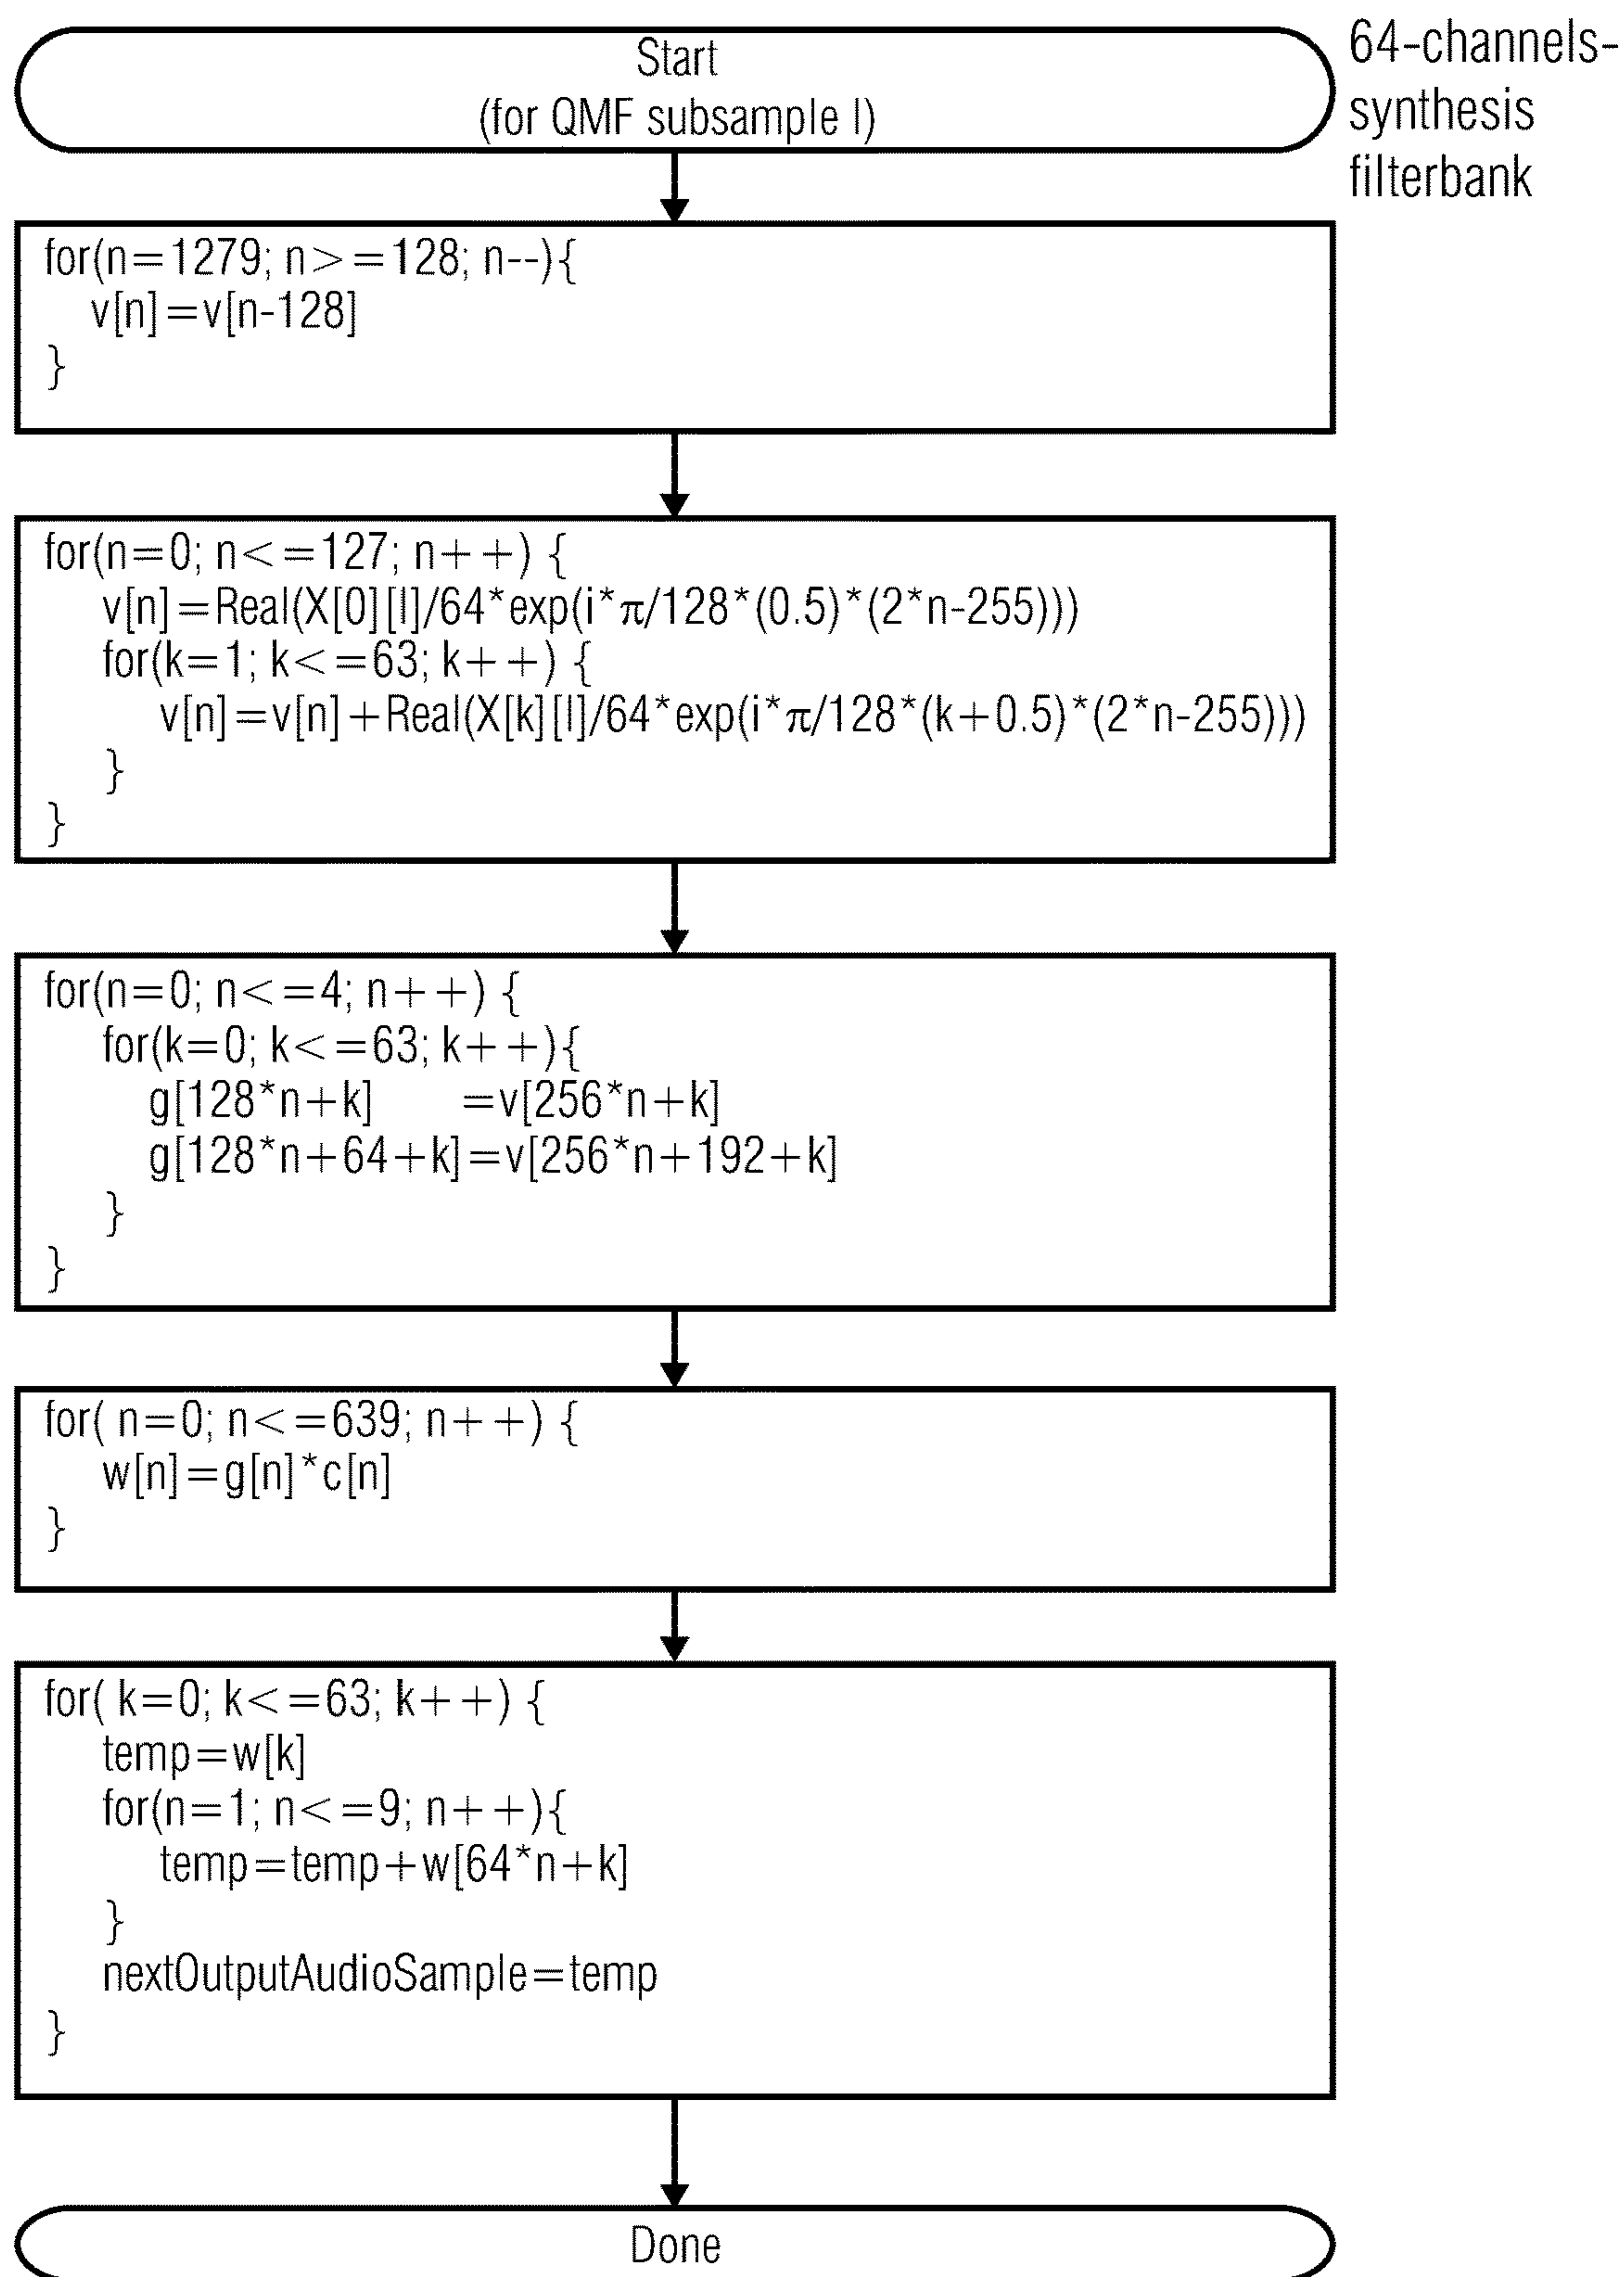 Start
(for QMF subsample l)
64-channels-
synthesis
filterbank
for(n=1279; n>=128; n--){
v[n]=v[n-128]
}
for(n=0; n<=127; n++) {
v[n]=Real(X[0][l]/64*exp(i*π/128*(0.5)*(2*n-255)))
for(k=1; k<=63; k++) {
v[n]=v[n]+Real(X[k][l]/64*exp(i*π/128*(k+0.5)*(2*n-255)))
}
}
for(n=0; n<=4; n++) {
for(k=0; k<=63; k++){
g[128*n+k] =v[256*n+k]
g[128*n+64+k]=v[256*n+192+k]
}
}
for( n=0; n<=639; n++) {
w[n]=g[n]*c[n]
}
for( k=0; k<=63; k++) {
temp=w[k]
for(n=1; n<=9; n++){
temp=temp+w[64*n+k]
}
nextOutputAudioSample=temp
}
Done